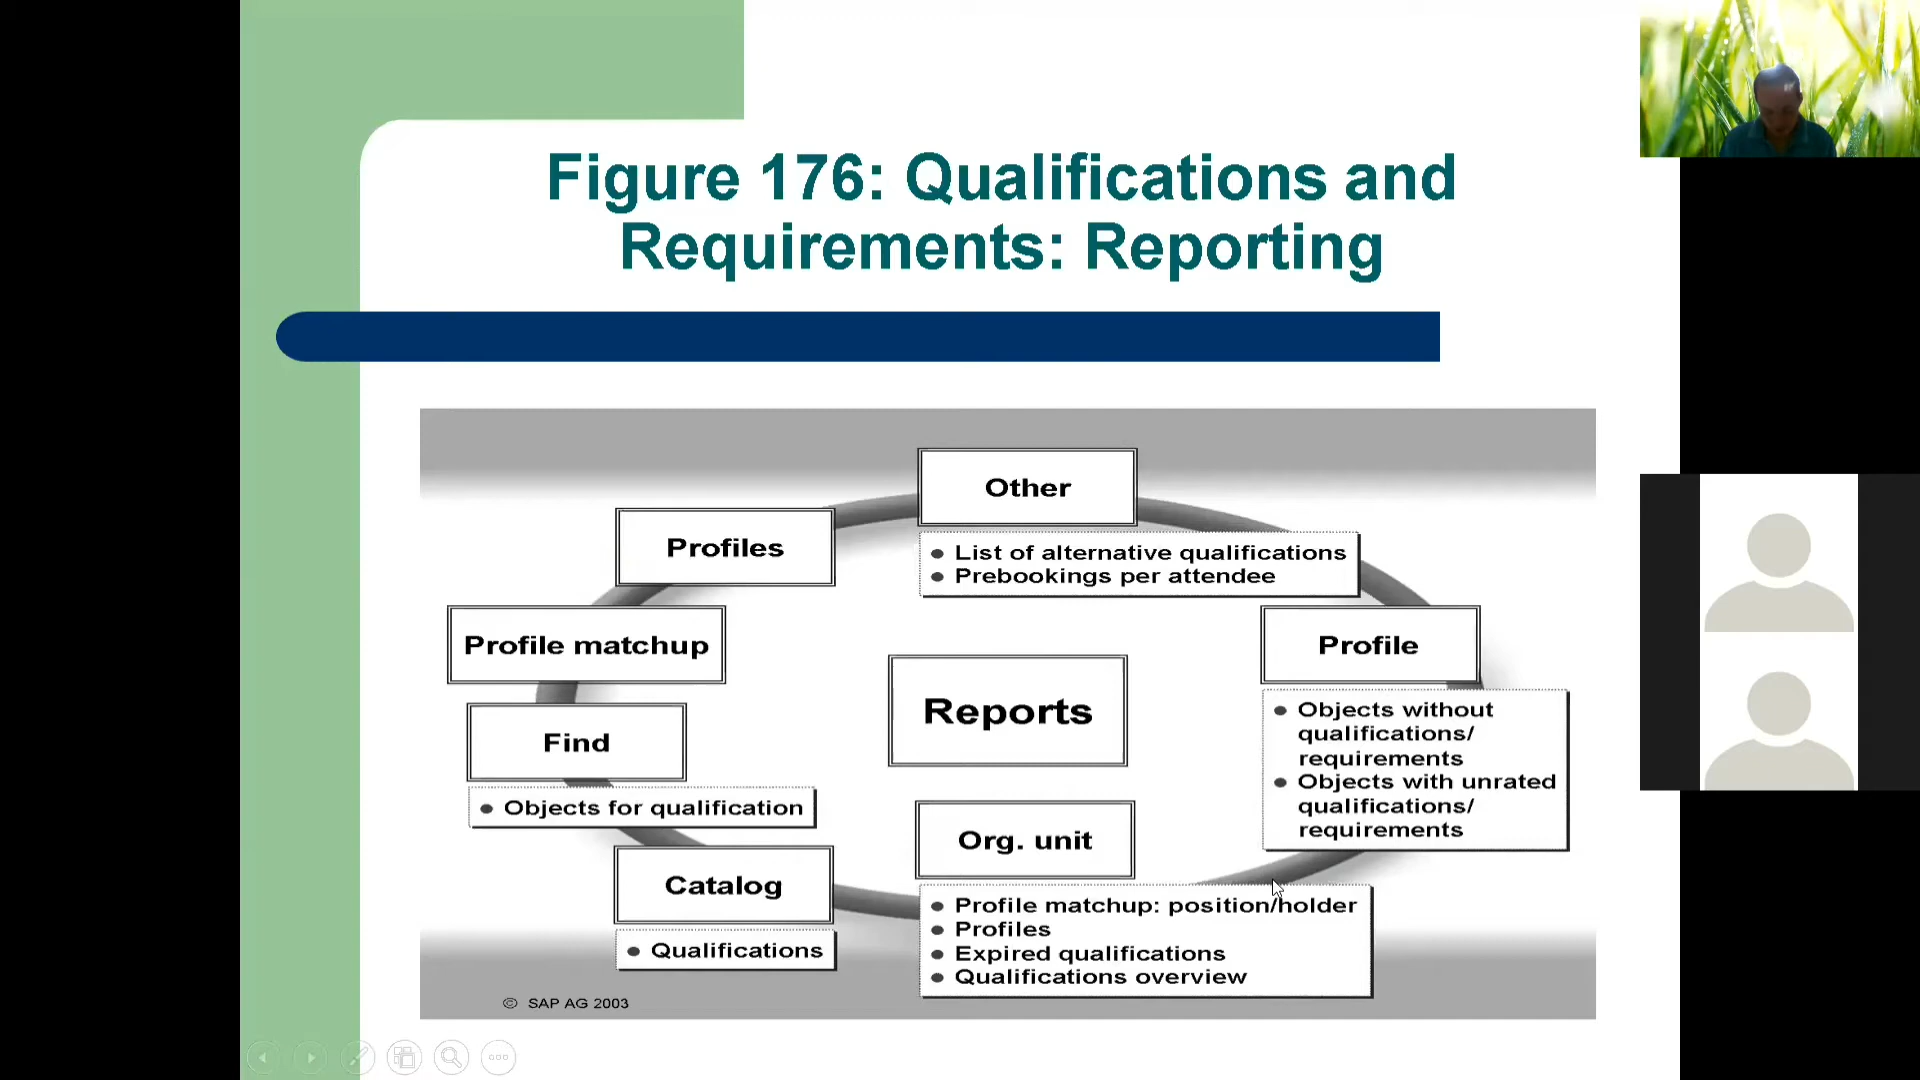 Figure 176: Qualifications and
Requirements: Reporting
Other
List of alternative qualifications
Prebookings per attendee
Profiles
Profile matchup
Profile
Objects without
qualifications/
requirements
Objects with unrated
qualifications/
requirements
Reports
Find
Objects for qualification
Org. unit
Profile matchup: position/holder
Profiles
Expired qualifications
Qualifications overview
Catalog
Qualifications
© SAP AG 2003